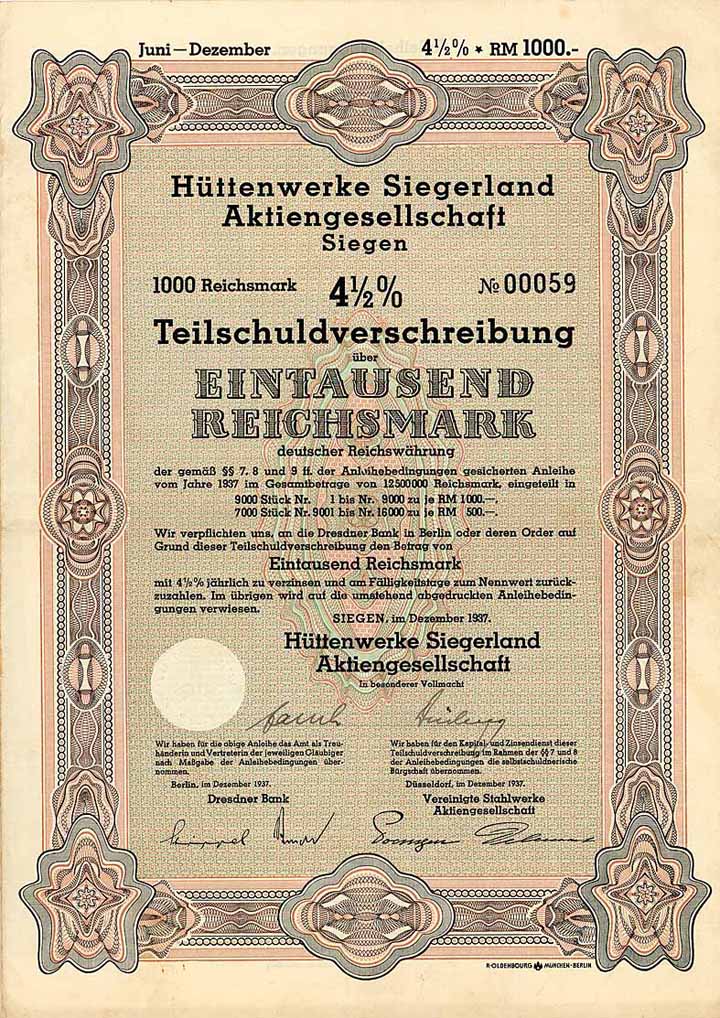 Juni—Dezember 4½% ★ RM 1000.-
Hüttenwerke Siegerland
Aktiengesellschaft
Siegen
1000 Reichsmark 4½% № 00059
Teilschuldverschreibung
über
EINTAUSEND
REICHSMARK
deutscher Reichswährung
der gemäß §§ 7, 8 und 9 ff. der Anleihebedingungen gesicherten Anleihe
vom Jahre 1937 im Gesamtbetrage von 12500000 Reichsmark, eingeteilt in
9000 Stück Nr. 1 bis Nr. 9000 zu je RM 1000.—,
7000 Stück Nr. 9001 bis Nr. 16000 zu je RM 500.—.
Wir verpflichten uns, an die Dresdner Bank in Berlin oder deren Order auf
Grund dieser Teilschuldverschreibung den Betrag von
Eintausend Reichsmark
mit 4½% jährlich zu verzinsen und am Fälligkeitstage zum Nennwert zurück-
zuzahlen. Im übrigen wird auf die umstehend abgedruckten Anleihebedin-
gungen verwiesen.
SIEGEN, im Dezember 1937.
Hüttenwerke Siegerland
Aktiengesellschaft
In besonderer Vollmacht
Wir haben für die obige Anleihe das Amt als Treu-
händerin und Vertreterin der jeweiligen Gläubiger
nach Maßgabe der Anleihebedingungen über-
nommen.
Berlin, im Dezember 1937.
Dresdner Bank
Wir haben für den Kapital- und Zinsendienst dieser
Teilschuldverschreibung im Rahmen der §§ 7 und 8
der Anleihebedingungen die selbstschuldnerische
Bürgschaft übernommen.
Düsseldorf, im Dezember 1937.
Vereinigte Stahlwerke
Aktiengesellschaft
R·OLDENBOURG MÜNCHEN-BERLIN